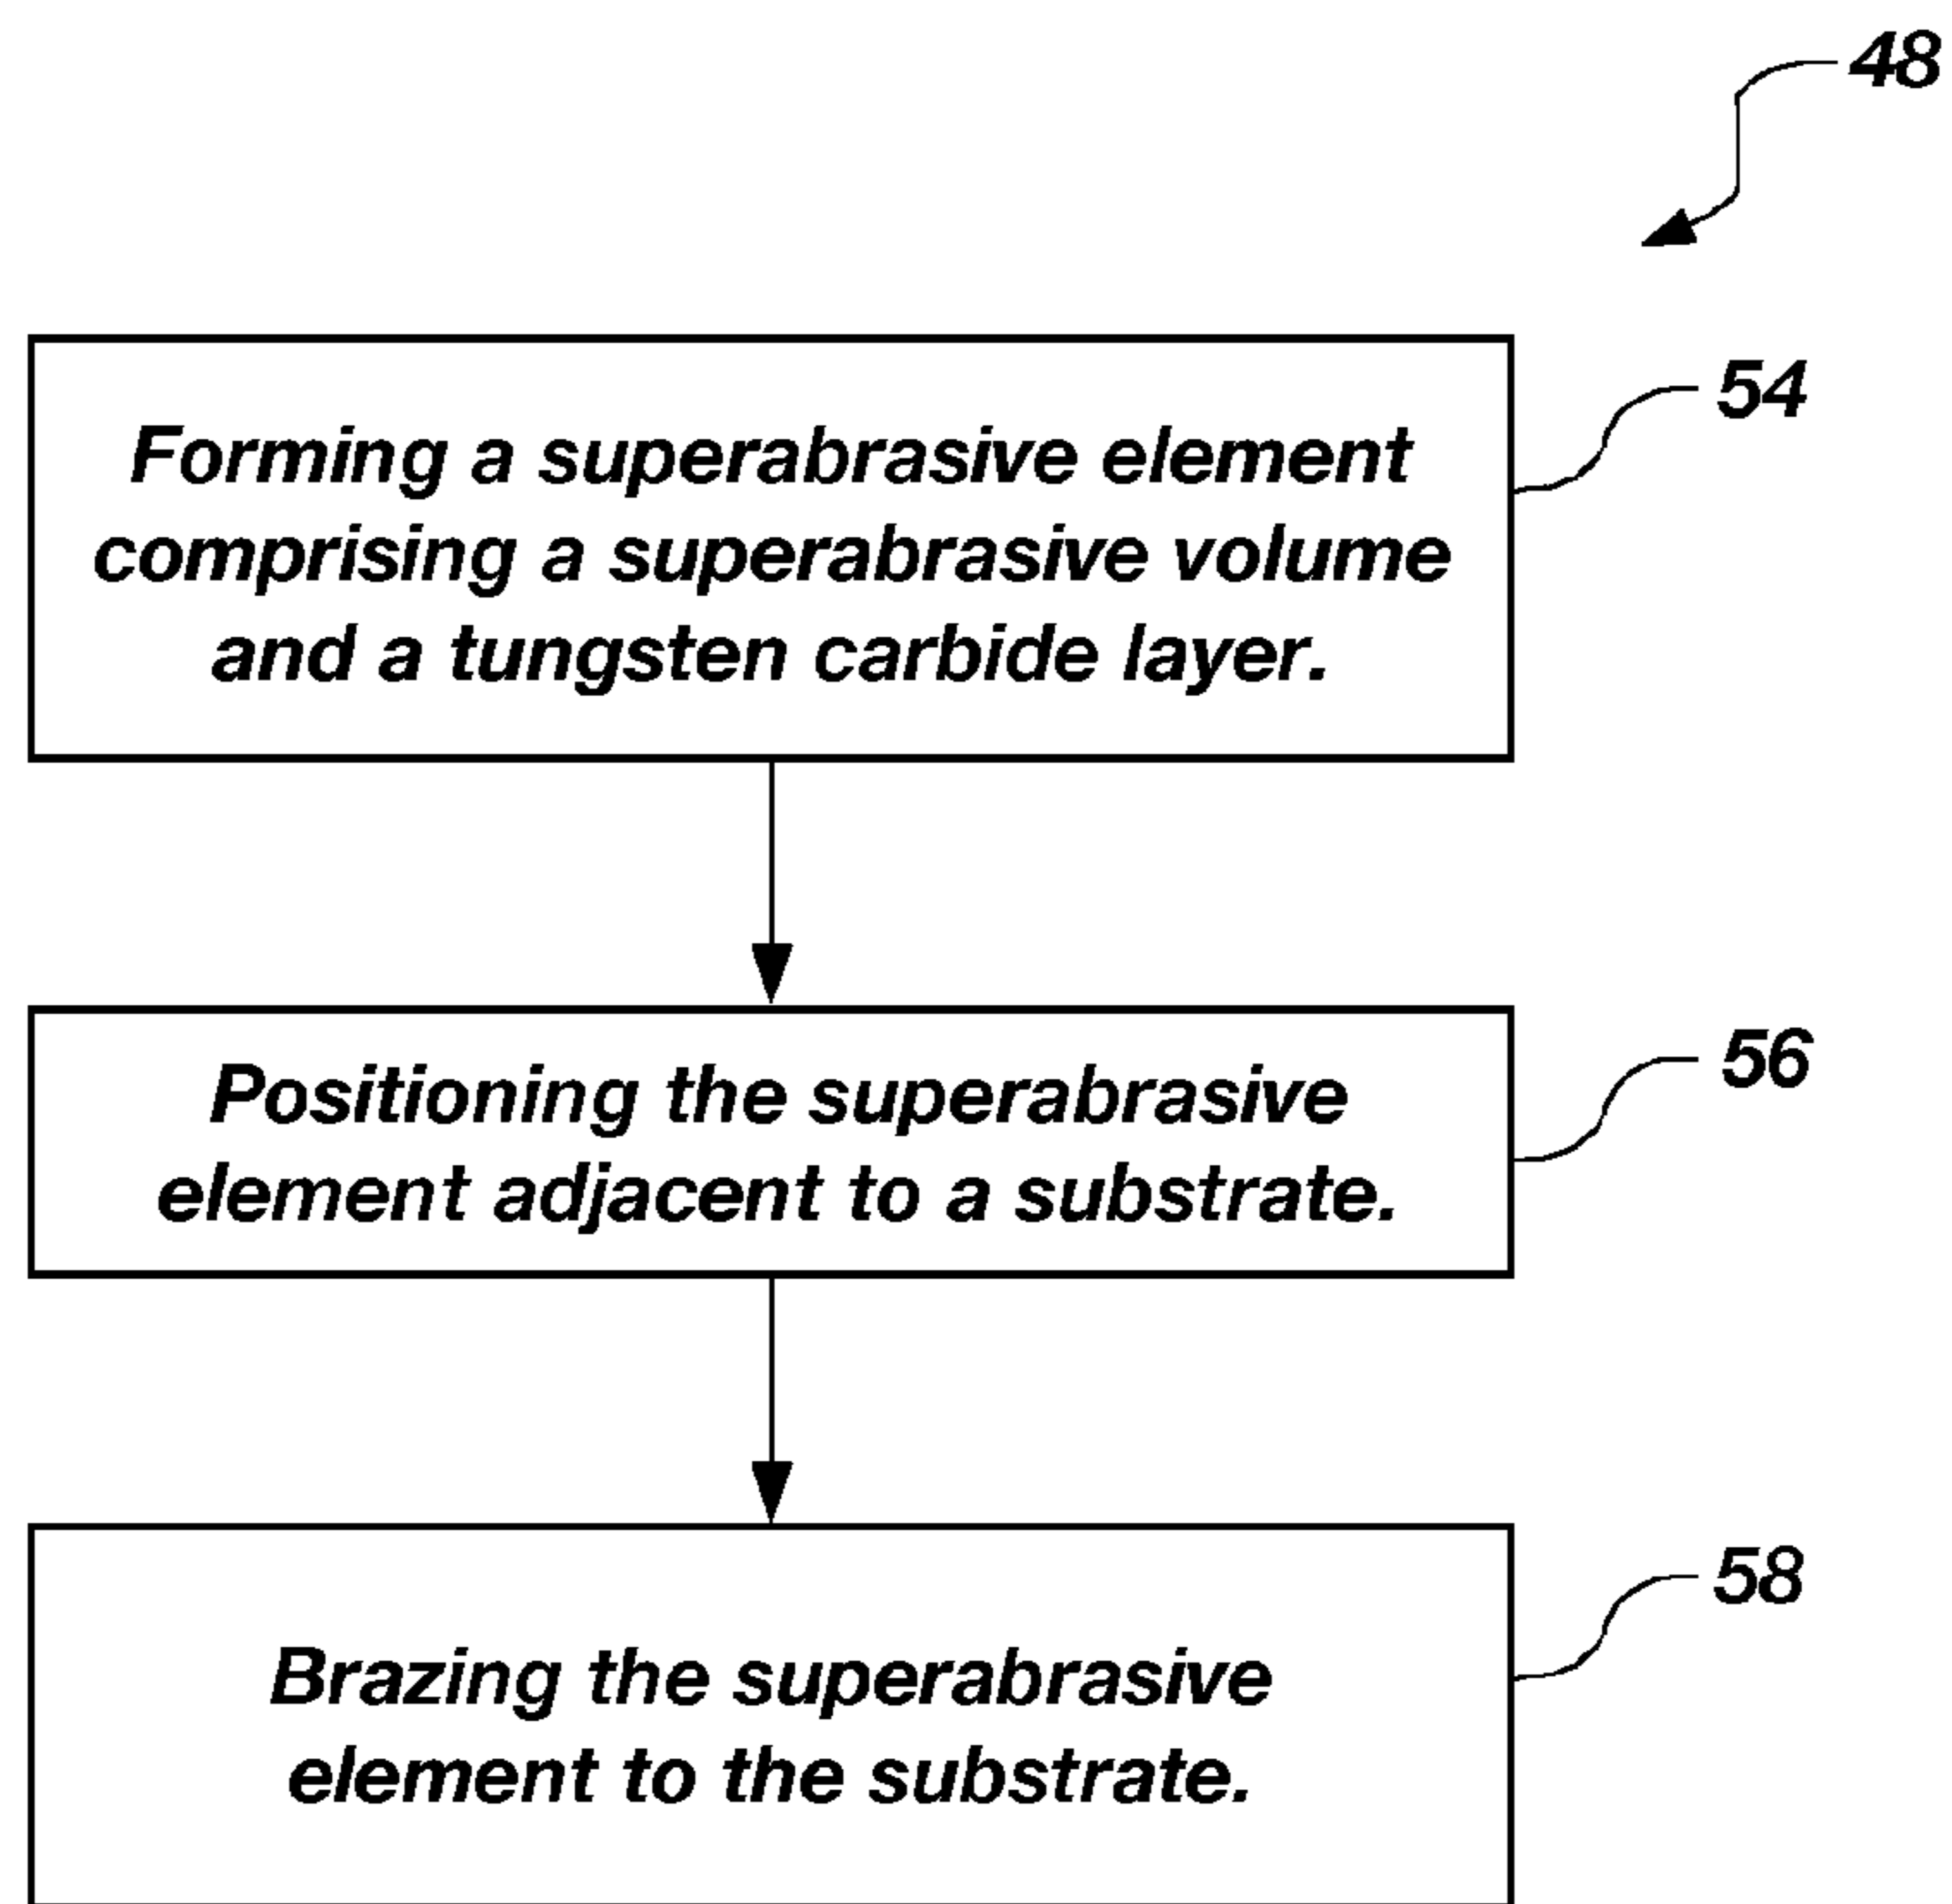 48
54
Forming a superabrasive element
comprising a superabrasive volume
and a tungsten carbide layer.
56
Positioning the superabrasive
element adjacent to a substrate.
58
Brazing the superabrasive
element to the substrate.